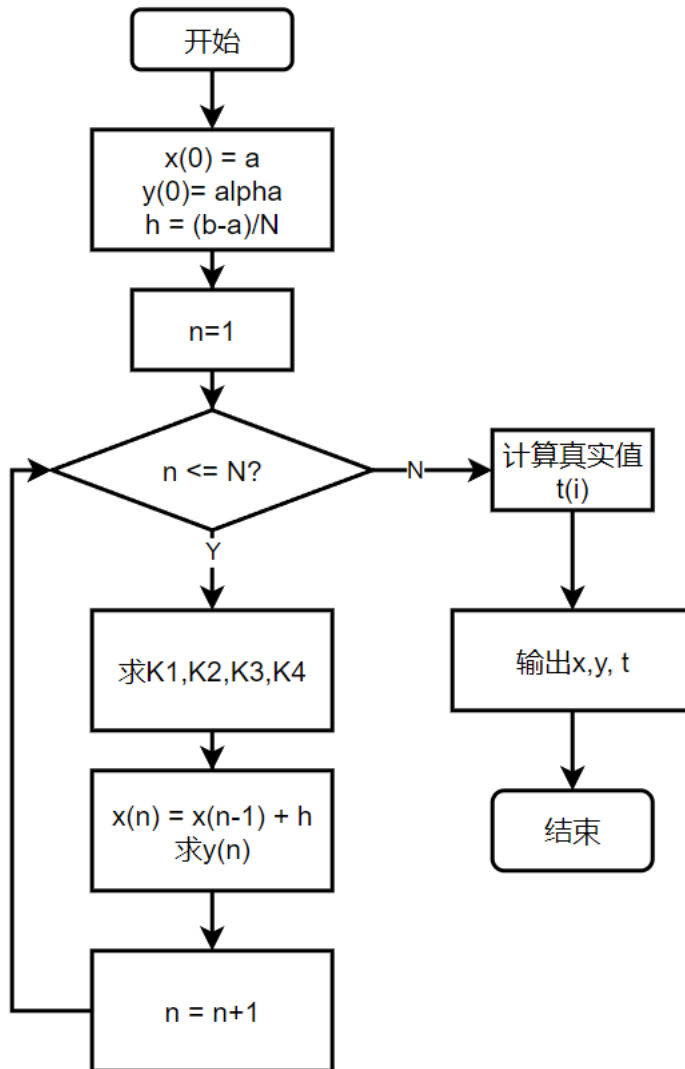 开始
x(0) = a
y(0)= alpha
h = (b-a)/N
n=1
n <= N?
N
计算真实值
t(i)
Y
求K1,K2,K3,K4
输出x,y, t
x(n) = x(n-1) + h
求y(n)
结束
n = n+1